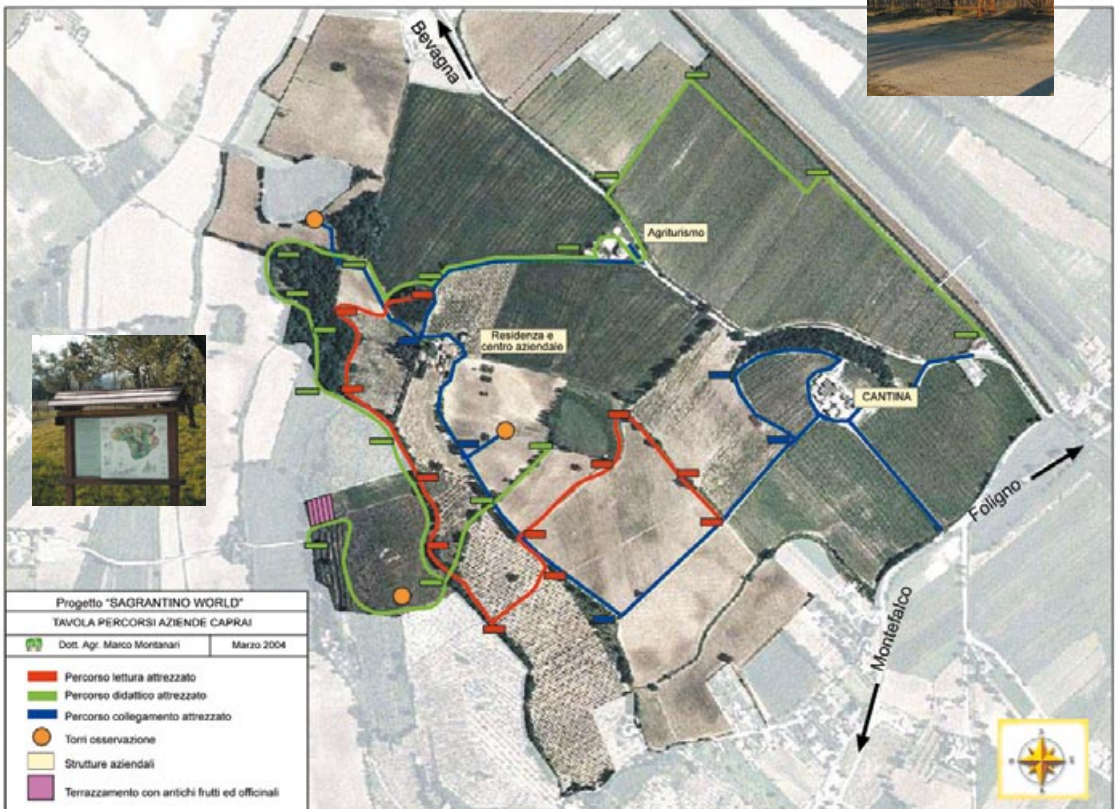 Bevagna
Agriturismo
Residenza e
centro aziendale
CANTINA
Foligno
Montefalco
Progetto "SAGRANTINO WORLD"
TAVOLA PERCORSI AZIENDE CAPRAI
Dott. Agr. Marco Montanari
Marzo 2004
Percorso lettura attrezzato
Percorso didattico attrezzato
Percorso collegamento attrezzato
Torri osservazione
Strutture aziendali
Terrazzamento con antichi frutti ed officinali